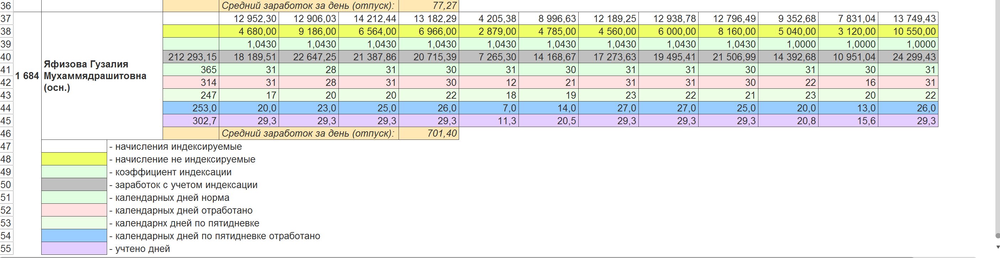 36 Средний заработок за день (отпуск): 77,27
37 12 952,30 12 906,03 14 212,44 13 182,29 4 205,38 8 996,63 12 189,25 12 938,78 12 796,49 9 352,68 7 831,04 13 749,43
38 4 680,00 9 186,00 6 564,00 6 966,00 2 879,00 4 785,00 4 560,00 6 000,00 8 160,00 5 040,00 3 120,00 10 550,00
39 1,0430 1,0430 1,0430 1,0430 1,0430 1,0430 1,0430 1,0430 1,0430 1,0000 1,0000 1,0000
40 212 293,15 18 189,51 22 647,25 21 387,86 20 715,39 7 265,30 14 168,67 17 273,63 19 495,41 21 506,99 14 392,68 10 951,04 24 299,43
Яфизова Гузалия
41 365 31 28 31 30 31 30 31 31 30 31 30 31
1 684 Мухаммядрашитовна
42 314 31 28 31 30 12 21 31 31 30 22 16 31
(осн.)
43 247 17 20 20 22 18 19 23 22 21 23 20 22
44 253,0 20,0 23,0 25,0 26,0 7,0 14,0 27,0 27,0 25,0 20,0 13,0 26,0
45 302,7 29,3 29,3 29,3 29,3 11,3 20,5 29,3 29,3 29,3 20,8 15,6 29,3
46 Средний заработок за день (отпуск): 701,40
47 - начисления индексируемые
48 - начисление не индексируемые
49 - коэффициент индексации
50 - заработок с учетом индексации
51 - календарных дней норма
52 - календарных дней отработано
53 - календарнх дней по пятидневке
54 - календарных дней по пятидневке отработано
55 - учтено дней